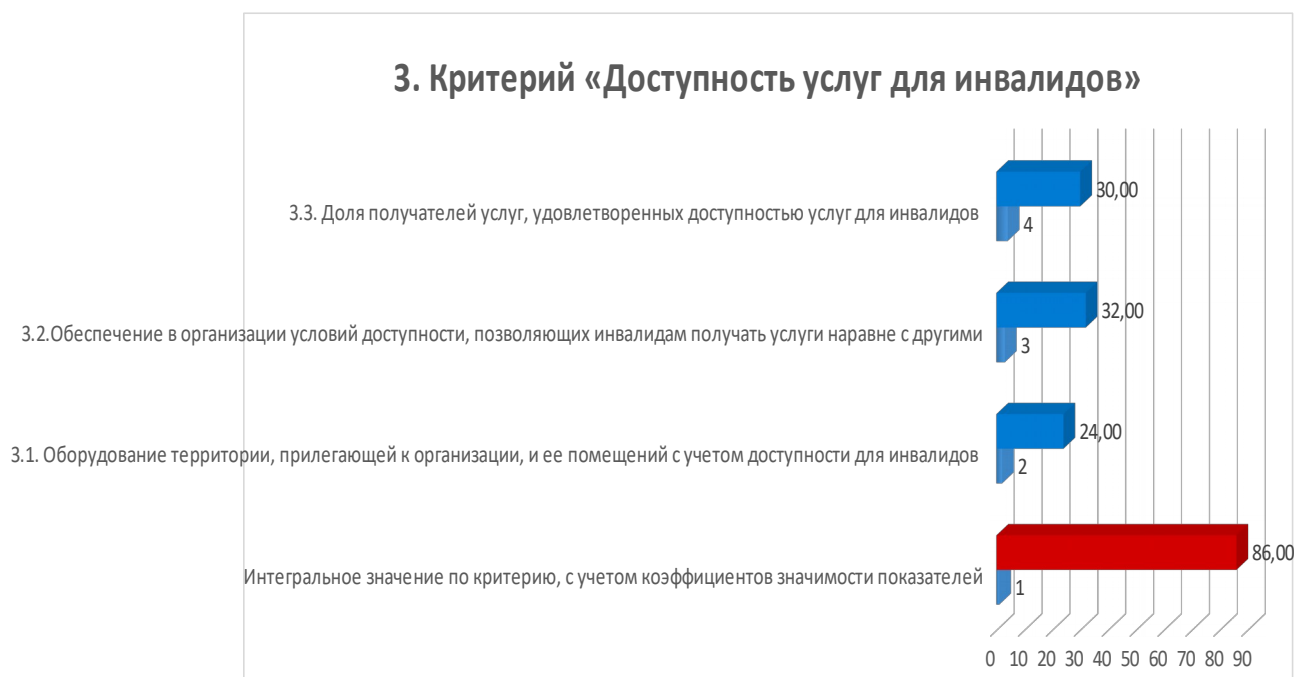 3. Критерий «Доступность услуг для инвалидов»
3.3. Доля получателей услуг, удовлетворенных доступностью услуг для инвалидов
30,00
4
3.2.Обеспечение в организации условий доступности, позволяющих инвалидам получать услуги наравне с другими
32,00
3
3.1. Оборудование территории, прилегающей к организации, и ее помещений с учетом доступности для инвалидов
24,00
2
Интегральное значение по критерию, с учетом коэффициентов значимости показателей
86,00
1
0 10 20 30 40 50 60 70 80 90